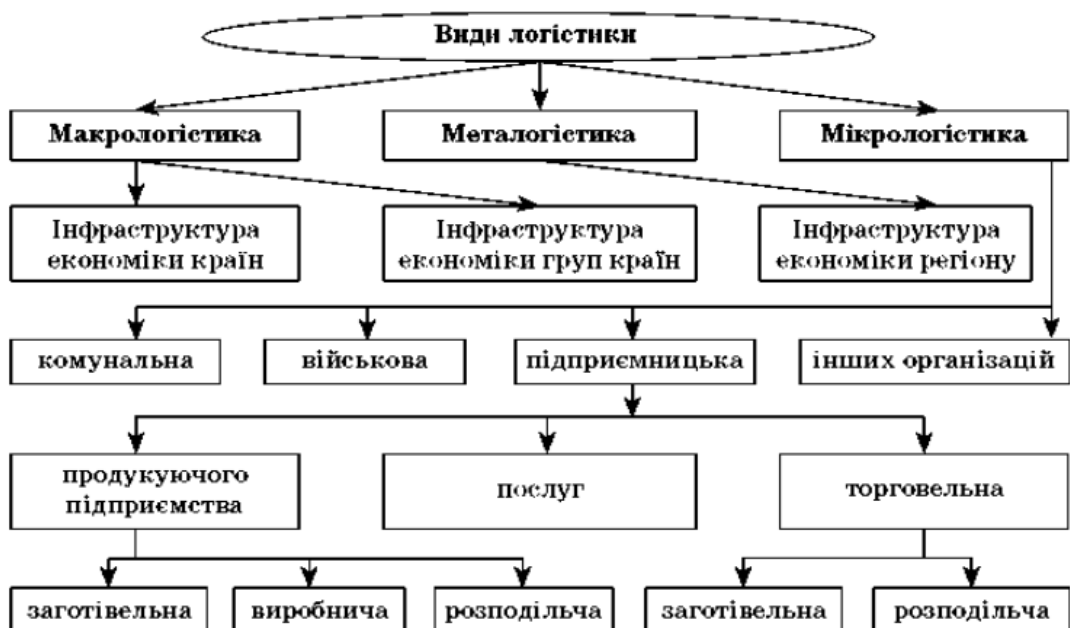 Види логістики
Макрологістика
Металогістика
Мікрологістика
Інфраструктура
економіки країн
Інфраструктура
економіки груп країн
Інфраструктура
економіки регіону
комунальна
військова
підприємницька
інших організацій
продукуючого
підприємства
послуг
торговельна
заготівельна
виробнича
розподільча
заготівельна
розподільча